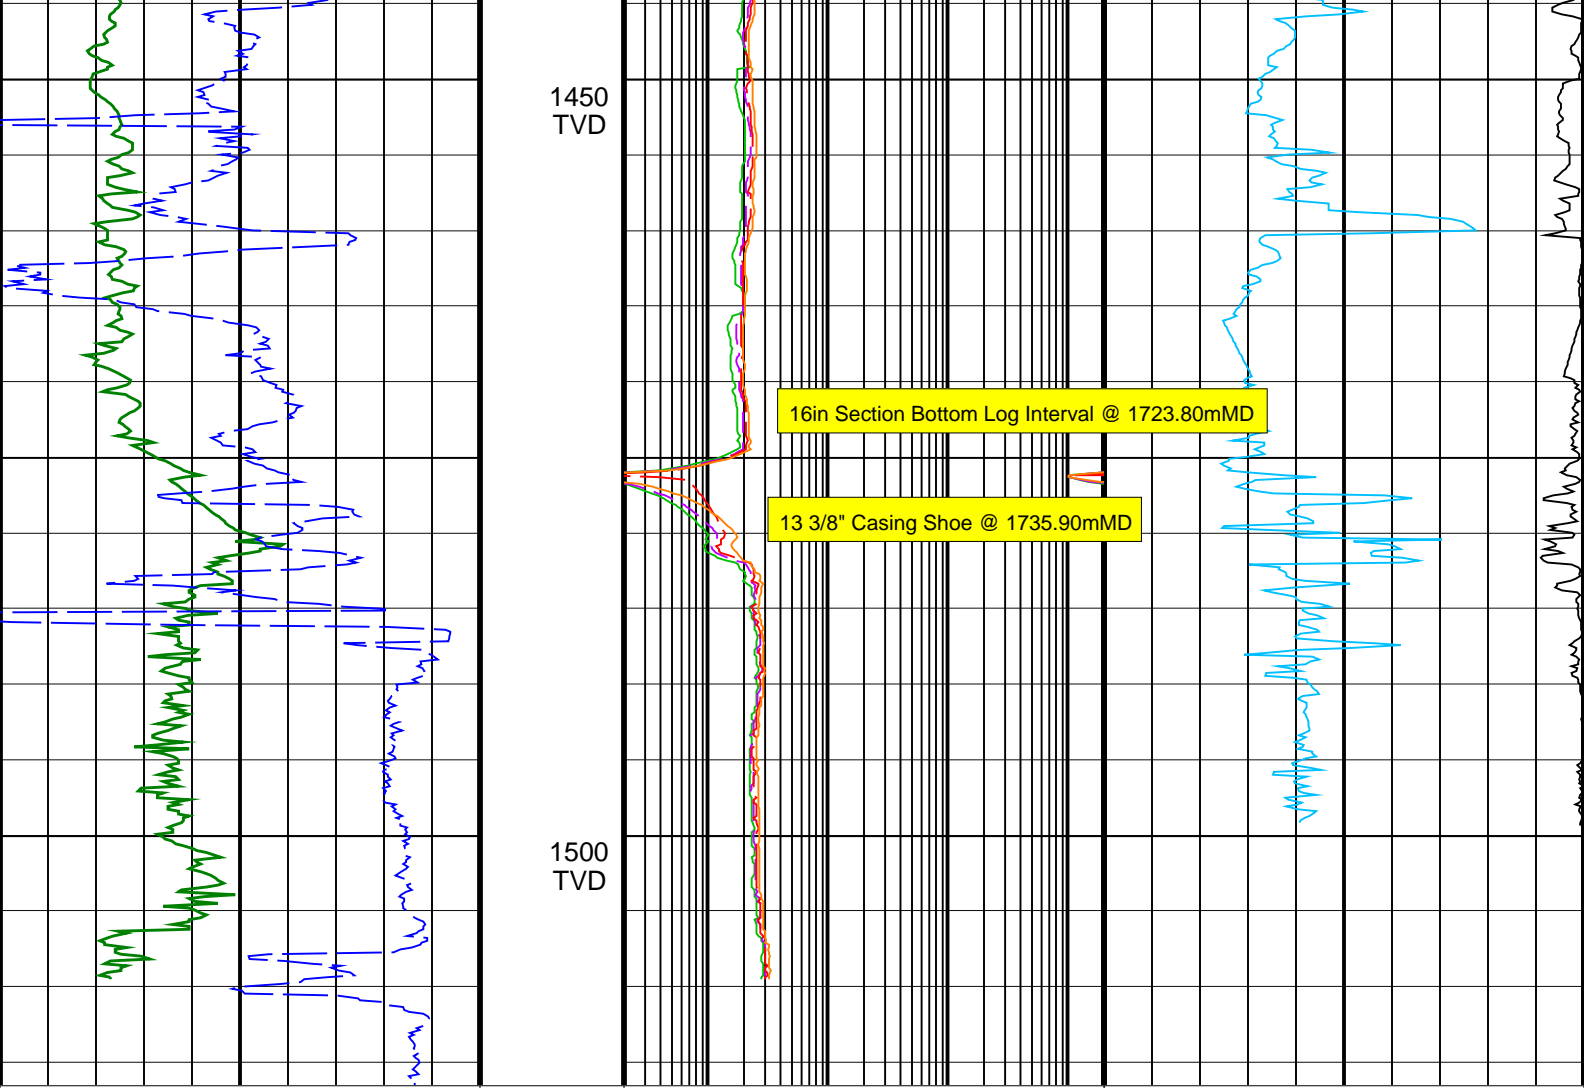 1450
TVD
16in Section Bottom Log Interval @ 1723.80mMD
13 3/8" Casing Shoe @ 1735.90mMD
1500
TVD